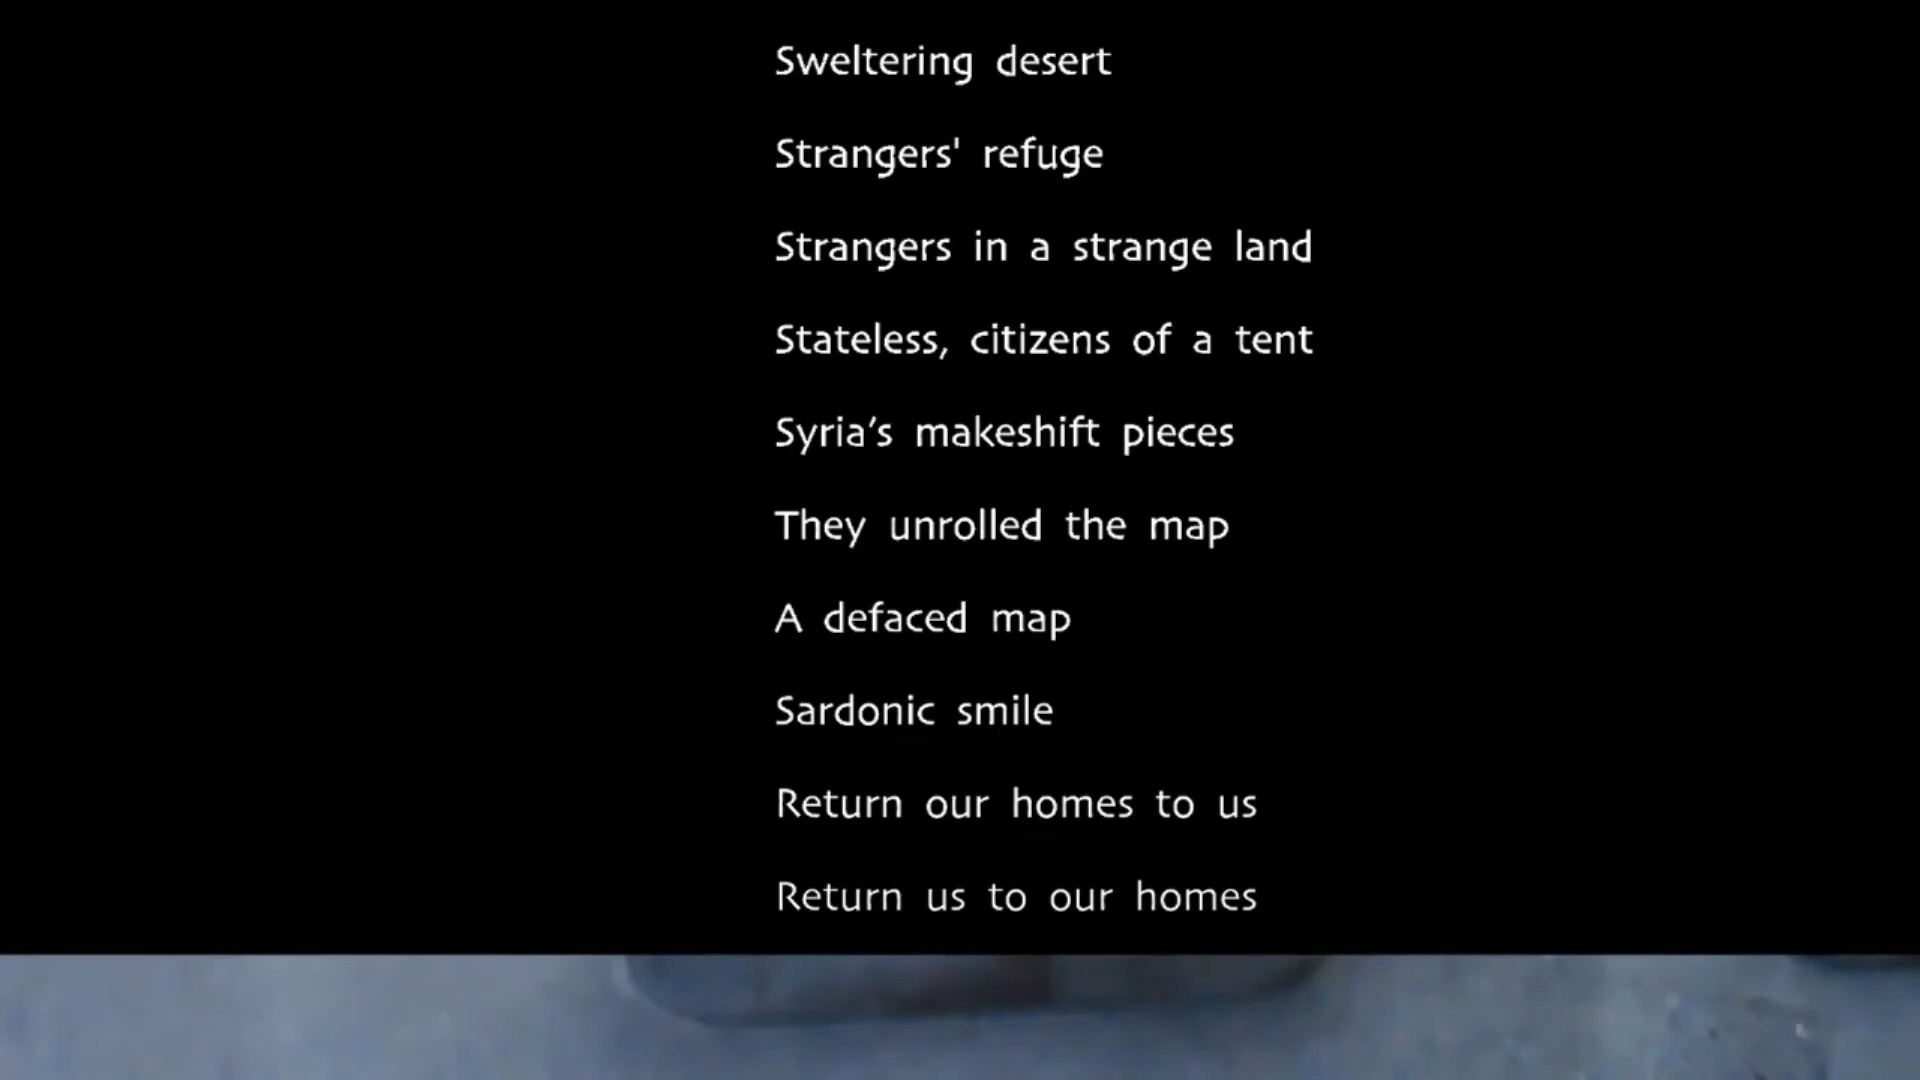 Sweltering desert
Strangers' refuge
Strangers in a strange land
Stateless, citizens of a tent
Syria’s makeshift pieces
They unrolled the map
A defaced map
Sardonic smile
Return our homes to us
Return us to our homes